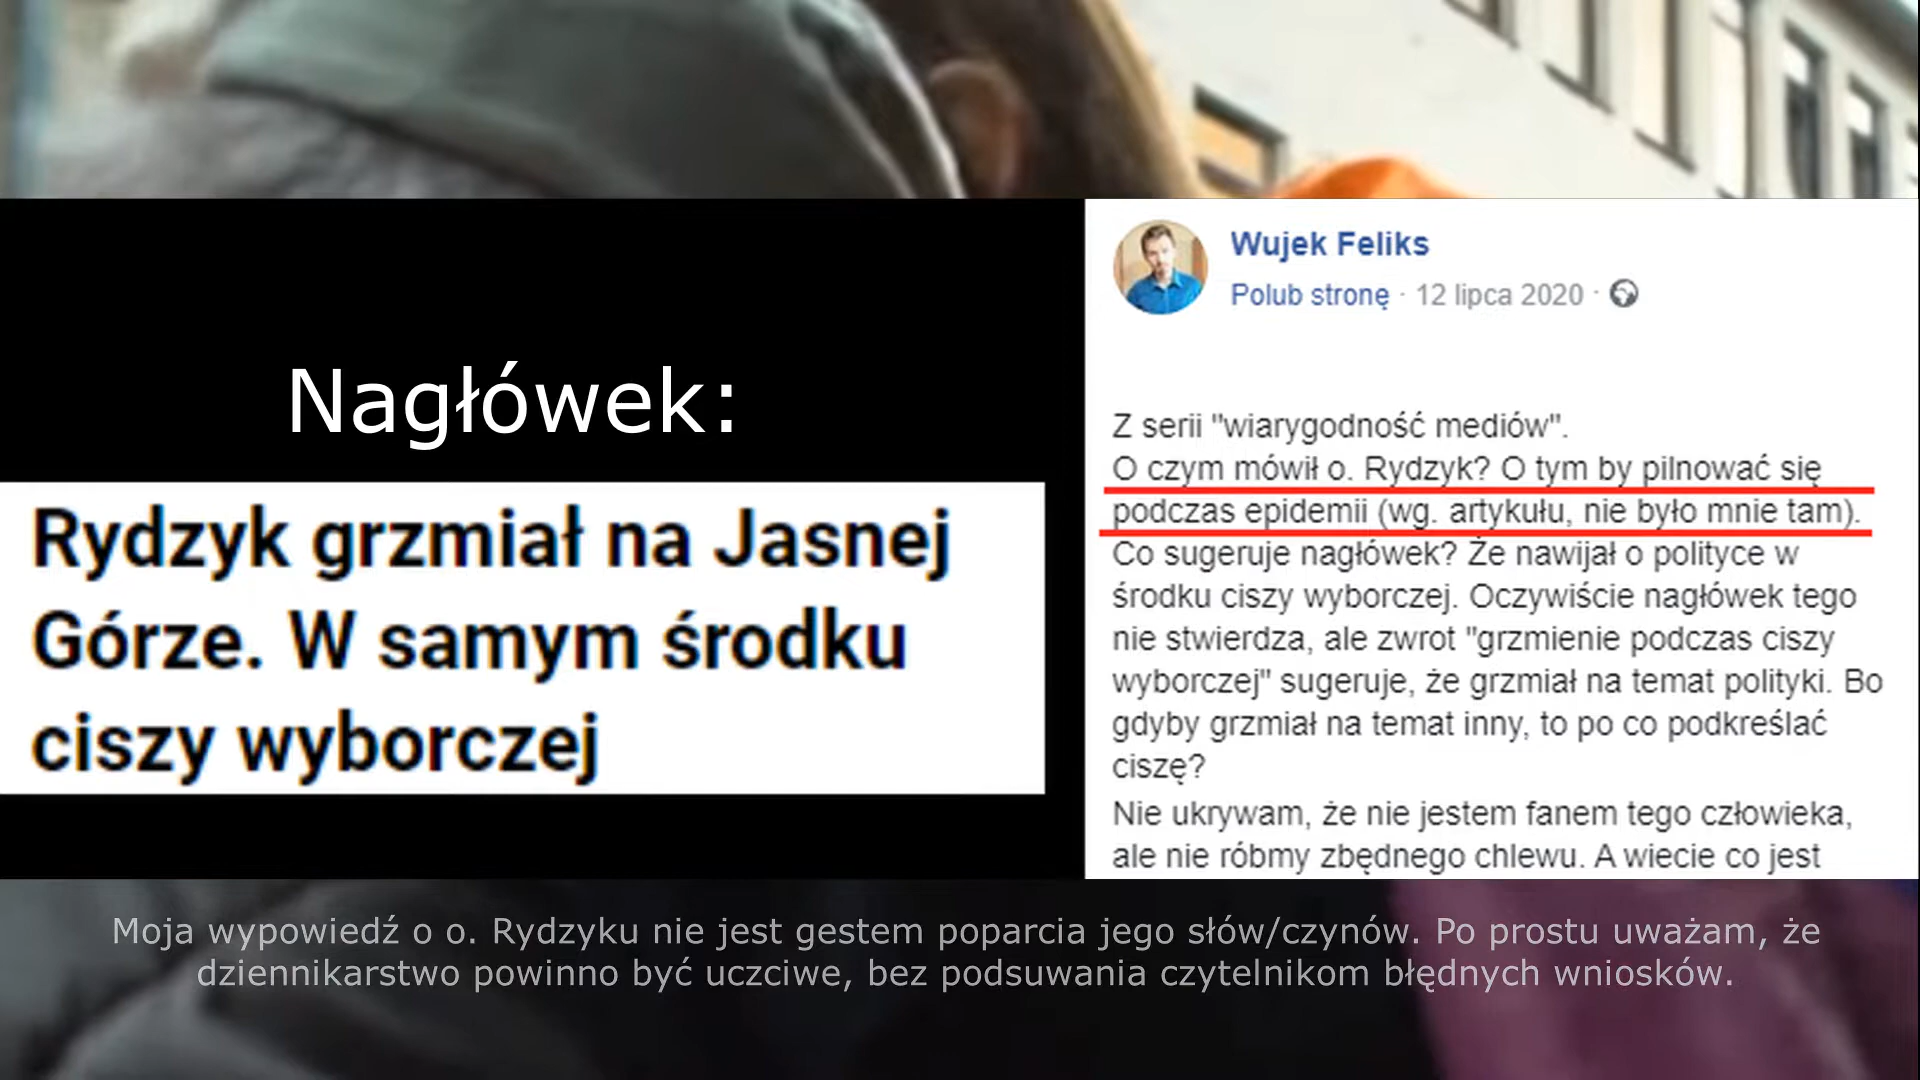 Nagłówek:
Rydzyk grzmiał na Jasnej
Górze. W samym środku
ciszy wyborczej
Wujek Feliks
Polub stronę · 12 lipca 2020 ·
Z serii "wiarygodność mediów".
O czym mówił o. Rydzyk? O tym by pilnować się
podczas epidemii (wg. artykułu, nie było mnie tam).
Co sugeruje nagłówek? Że nawijał o polityce w
środku ciszy wyborczej. Oczywiście nagłówek tego
nie stwierdza, ale zwrot "grzmienie podczas ciszy
wyborczej" sugeruje, że grzmiał na temat polityki. Bo
gdyby grzmiał na temat inny, to po co podkreślać
ciszę?
Nie ukrywam, że nie jestem fanem tego człowieka,
ale nie róbmy zbędnego chlewu. A wiecie co jest
Moja wypowiedź o o. Rydzyku nie jest gestem poparcia jego słów/czynów. Po prostu uważam, że
dziennikarstwo powinno być uczciwe, bez podsuwania czytelnikom błędnych wniosków.